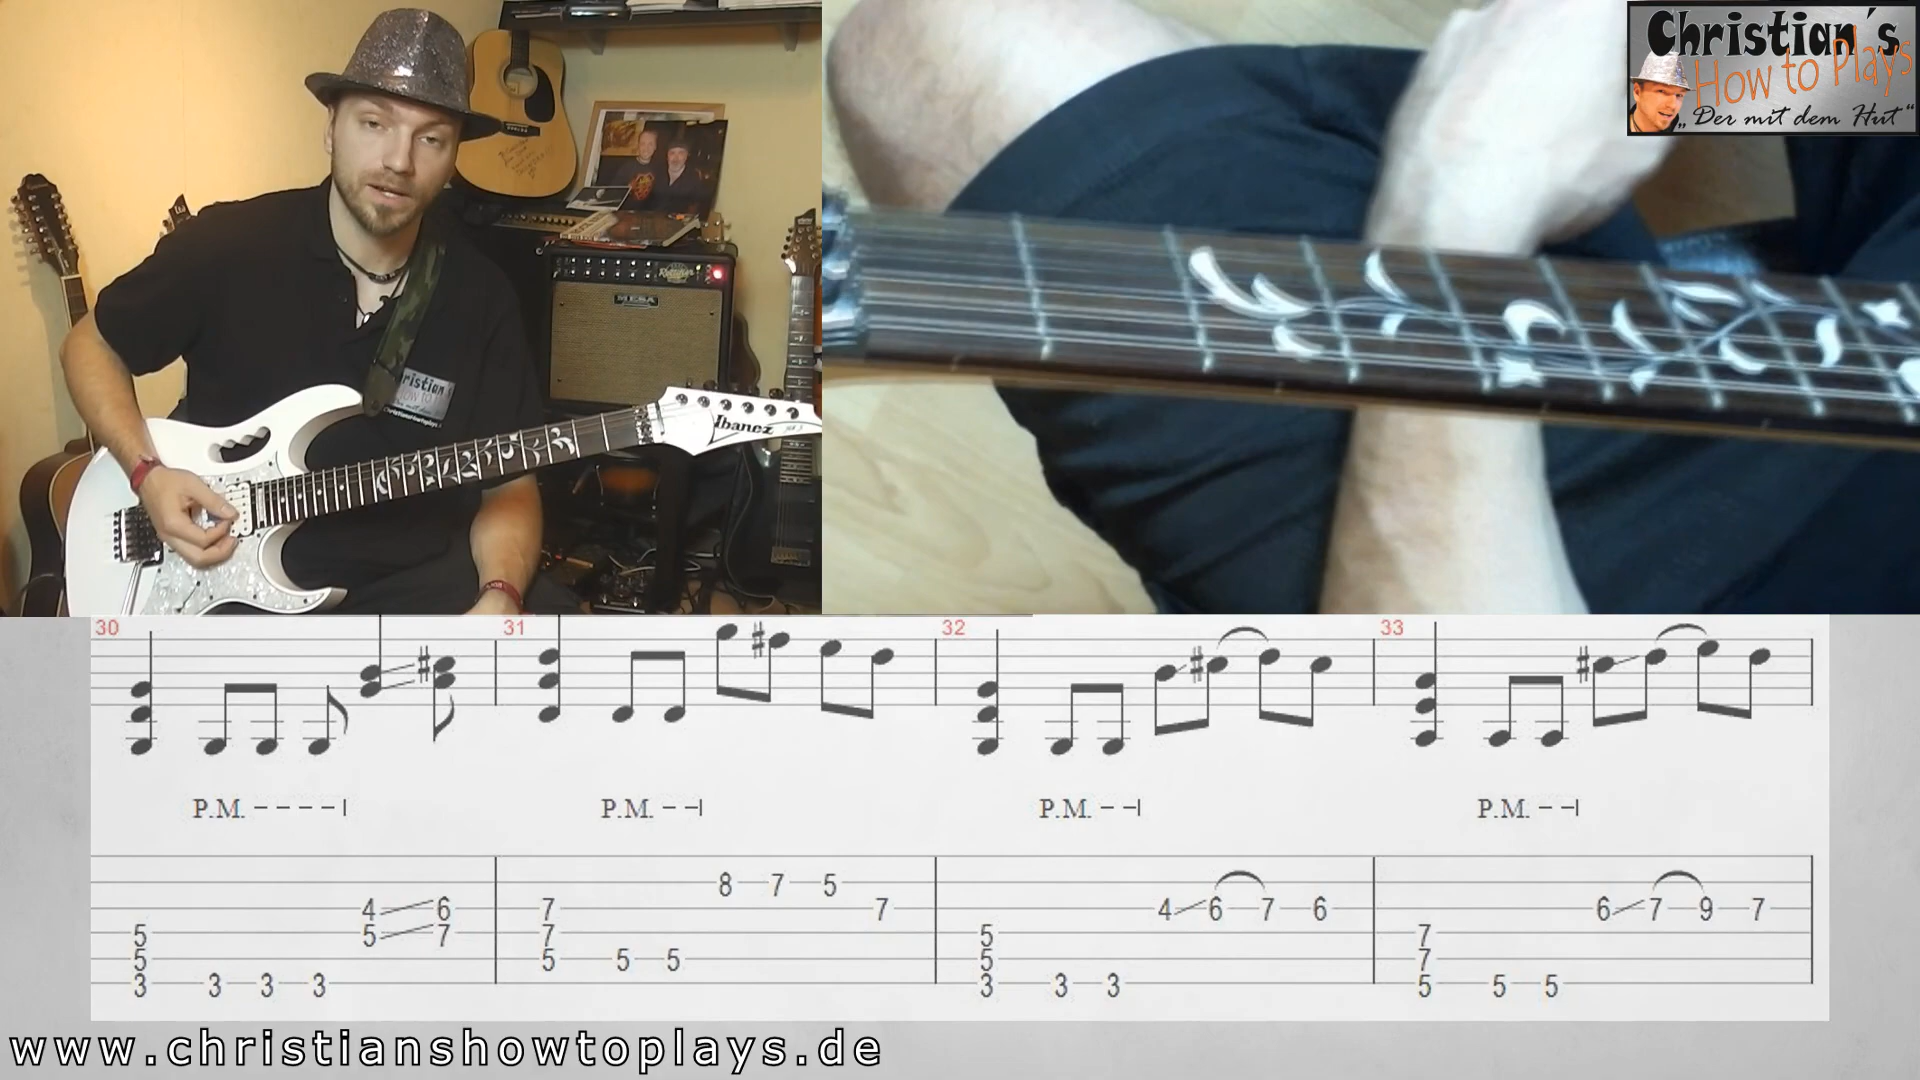 Christian´s
How to Plays
„Der mit dem Hut“
MESA
Ibanez
30 31 32 33
P.M. P.M. P.M. P.M.
8 7 5
4 6 7 7 4 6 7 6 6 7 9 7
5 5 7 7 5 7
5 5 5 5 5 7
3 3 3 3 3 3 3 5 5 5
www.christianshowtoplays.de